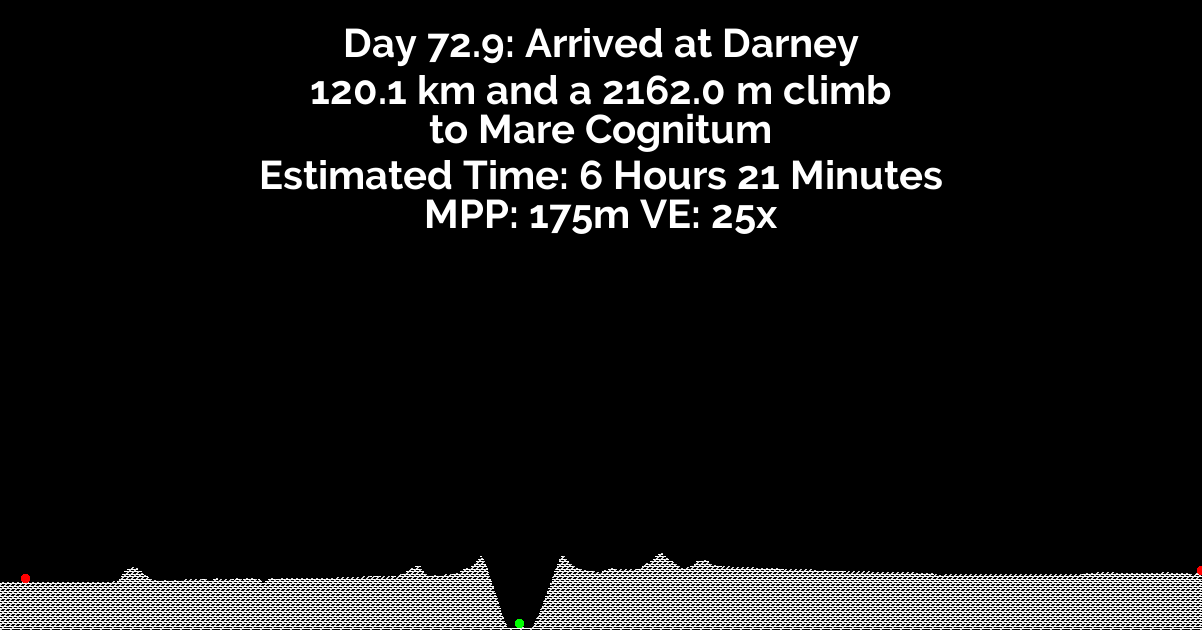 Day 72.9: Arrived at Darney
120.1 km and a 2162.0 m climb
to Mare Cognitum
Estimated Time: 6 Hours 21 Minutes
MPP: 175m VE: 25x